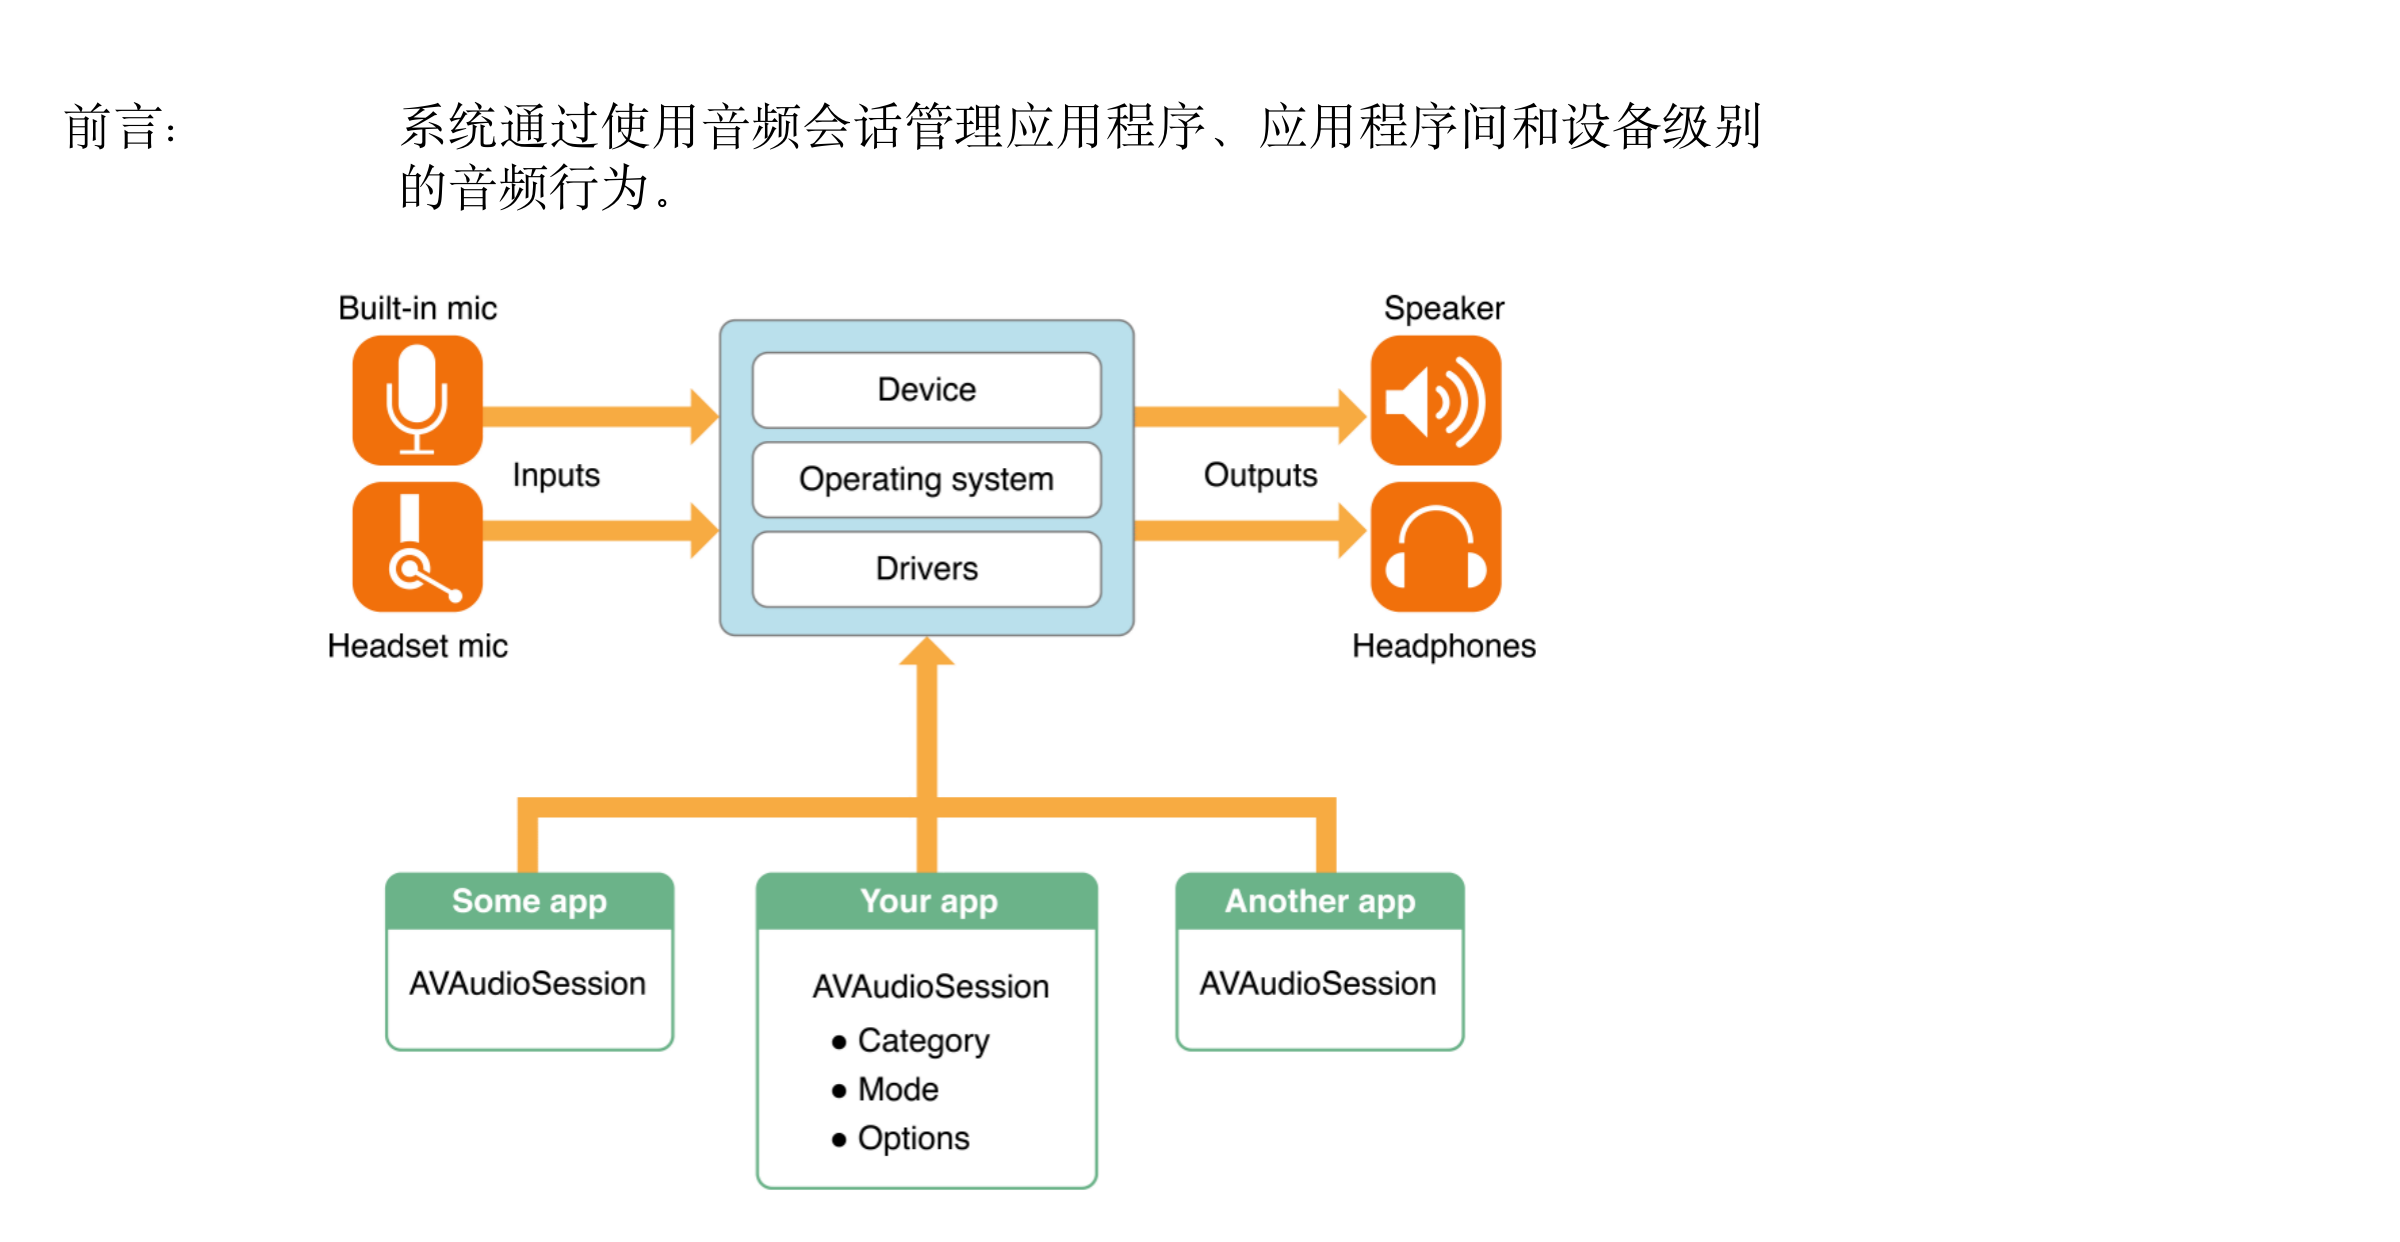 前言：
系统通过使用音频会话管理应用程序、应用程序间和设备级别
的音频行为。
Built-in mic
Speaker
Device
Inputs
Operating system
Outputs
Drivers
Headset mic
Headphones
Some app
Your app
Another app
AVAudioSession
AVAudioSession
AVAudioSession
● Category
● Mode
● Options